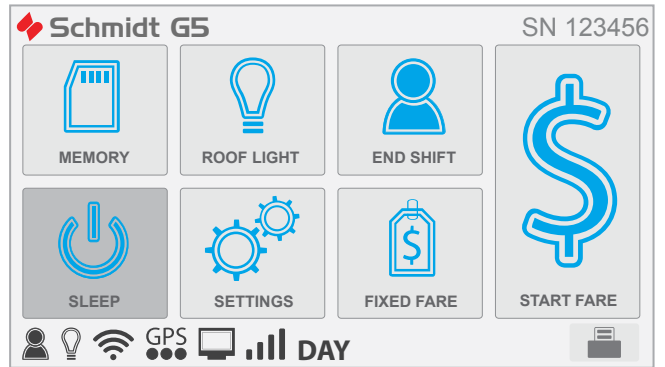 Schmidt G5 SN 123456
MEMORY ROOF LIGHT END SHIFT
SLEEP SETTINGS FIXED FARE START FARE
GPS DAY